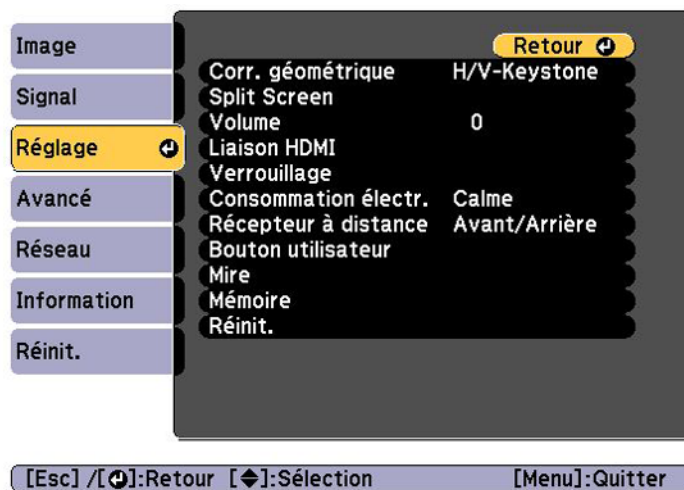 Image
Signal
Réglage
Avancé
Réseau
Information
Réinit.
Retour
Corr. géométrique H/V-Keystone
Split Screen
Volume 0
Liaison HDMI
Verrouillage
Consommation électr. Calme
Récepteur à distance Avant/Arrière
Bouton utilisateur
Mire
Mémoire
Réinit.
[Esc] /[⏎]:Retour [◆]:Sélection [Menu]:Quitter